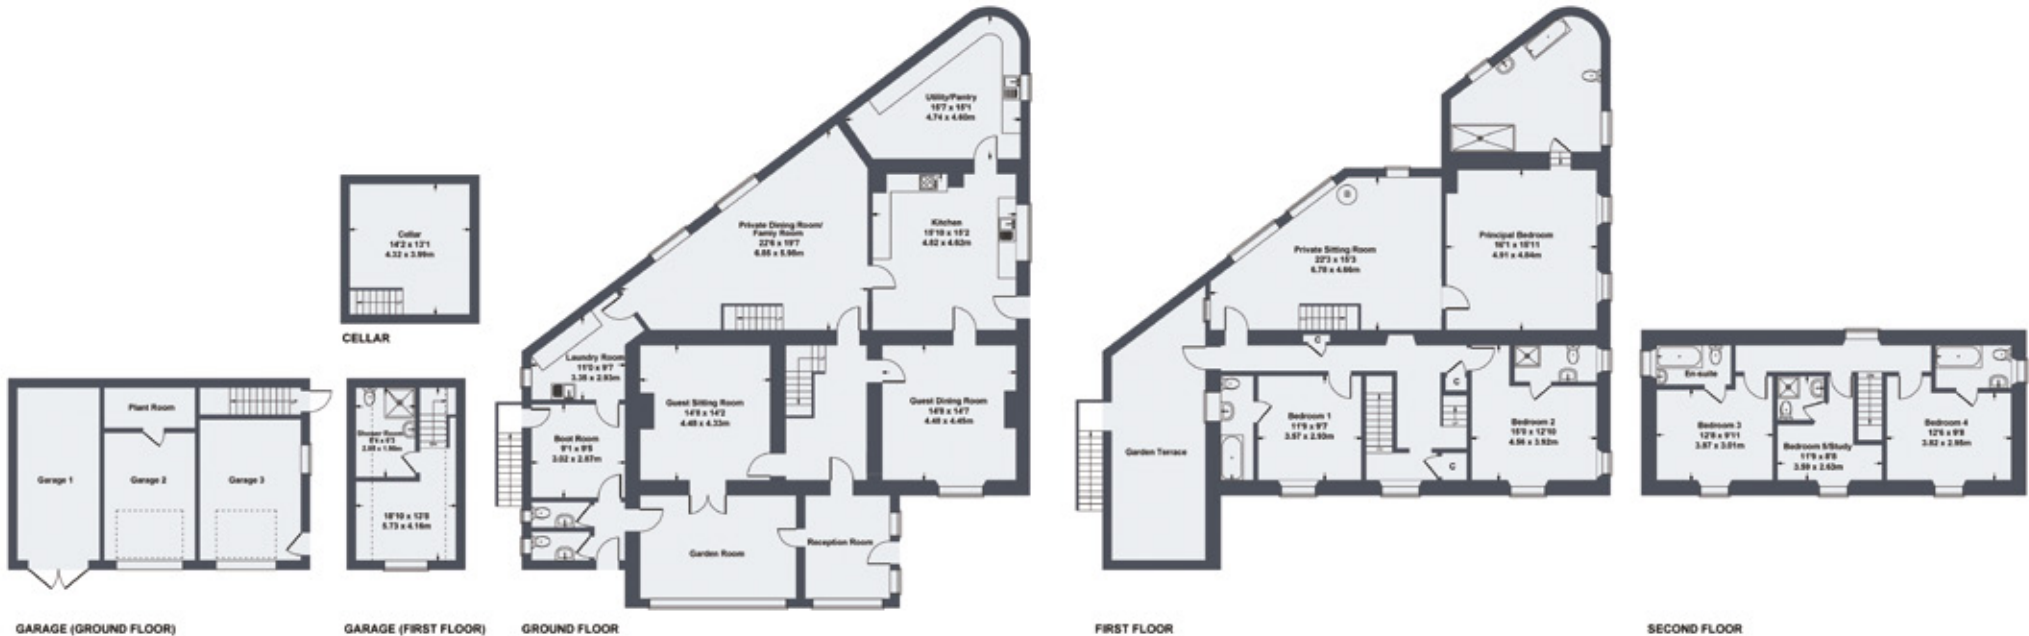 Cellar
14'2 x 13'1
4.32 x 3.99m
CELLAR
Garage 1
Plant Room
Garage 2
Garage 3
GARAGE (GROUND FLOOR)
Shower Room
18'10 x 12'8
5.73 x 4.16m
GARAGE (FIRST FLOOR)
Utility/Pantry
15'7 x 15'1
4.74 x 4.60m
Private Dining Room/
Family Room
22'6 x 19'7
6.86 x 5.98m
Kitchen
15'10 x 15'2
4.82 x 4.62m
Laundry Room
11'0 x 9'7
3.35 x 2.93m
Guest Sitting Room
14'8 x 14'2
4.48 x 4.33m
Guest Dining Room
14'8 x 14'7
4.48 x 4.45m
Boot Room
3.02 x 2.87m
Garden Room
Reception Room
GROUND FLOOR
Private Sitting Room
22'3 x 15'3
6.78 x 4.66m
Principal Bedroom
16'1 x 15'11
4.91 x 4.84m
B
C
C
C
Bedroom 1
11'9 x 9'7
3.57 x 2.93m
Bedroom 2
15'0 x 12'10
4.56 x 3.92m
Garden Terrace
FIRST FLOOR
En-suite
Bedroom 3
12'8 x 9'11
3.87 x 3.01m
Bedroom 5/Study
11'9 x 8'8
3.59 x 2.63m
Bedroom 4
12'6 x 9'8
3.82 x 2.95m
SECOND FLOOR